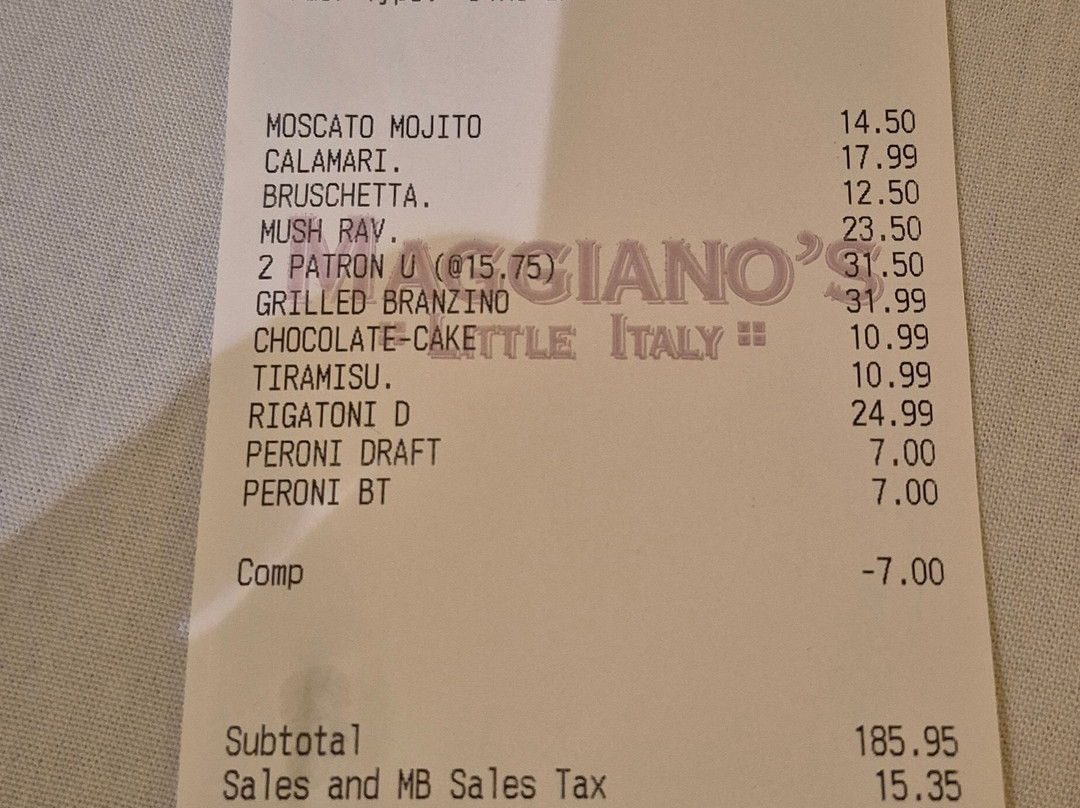 MOSCATO MOJITO 14.50
CALAMARI. 17.99
BRUSCHETTA. 12.50
MUSH RAV. 23.50
MAGGIANO'S
2 PATRON U (@15.75) 31.50
GRILLED BRANZINO 31.99
LITTLE ITALY
CHOCOLATE-CAKE 10.99
TIRAMISU. 10.99
RIGATONI D 24.99
PERONI DRAFT 7.00
PERONI BT 7.00
Comp -7.00
Subtotal 185.95
Sales and MB Sales Tax 15.35